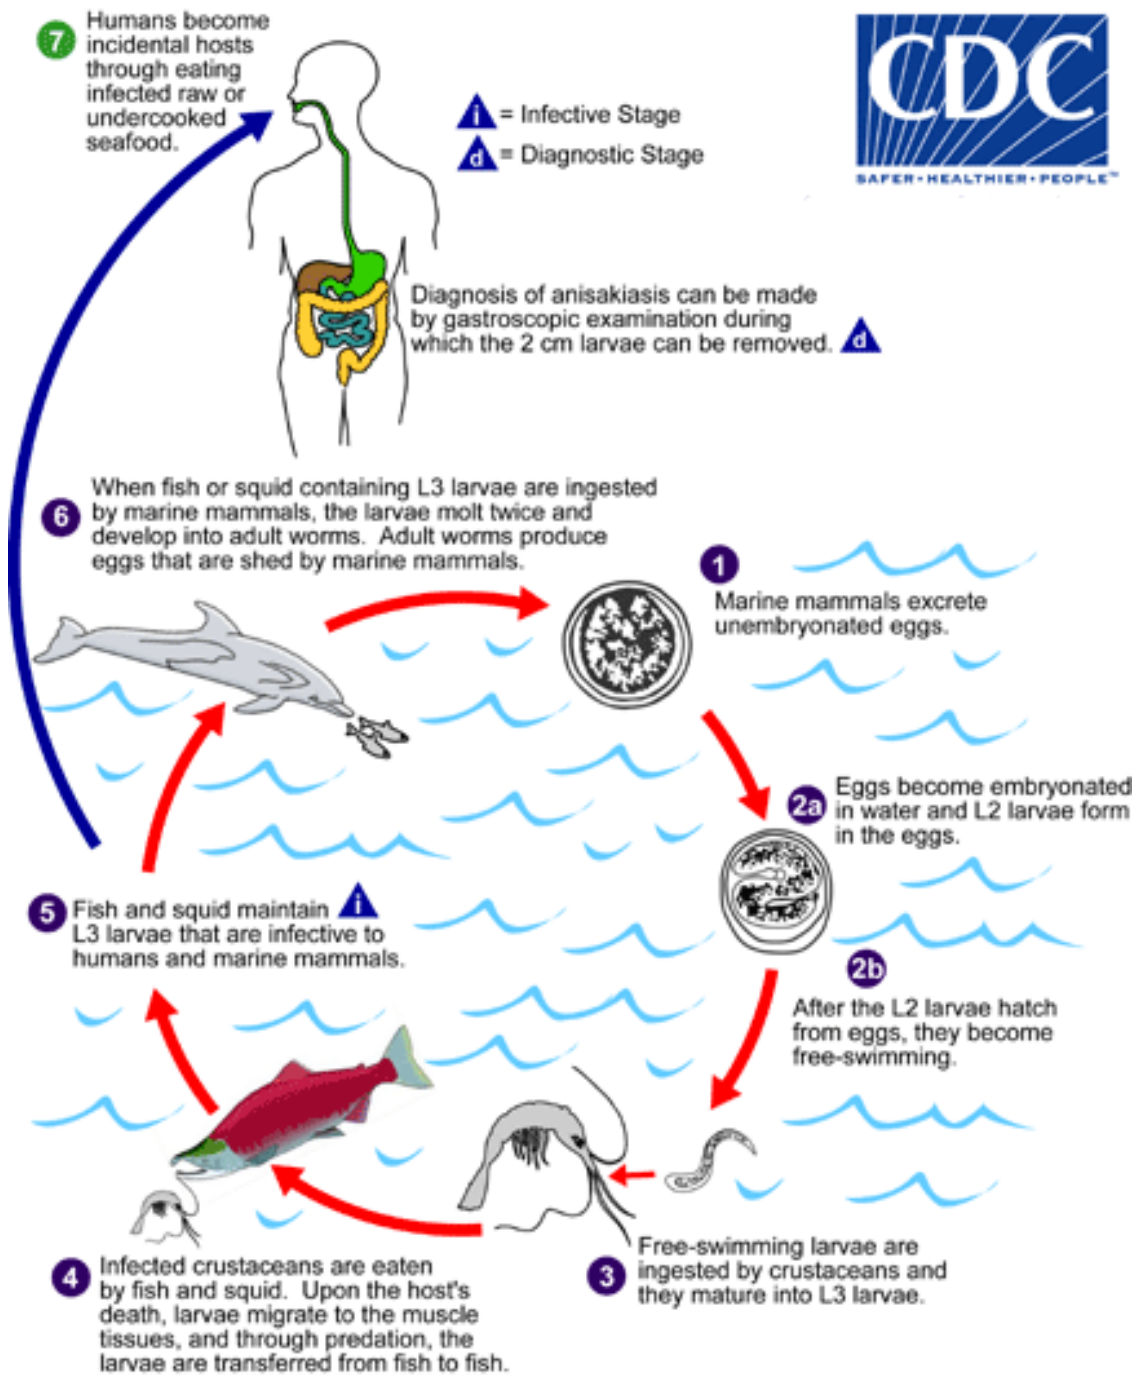 7
Humans become
incidental hosts
through eating
infected raw or
undercooked
seafood.
i = Infective Stage
d = Diagnostic Stage
CDC
SAFER • HEALTHIER • PEOPLE™
Diagnosis of anisakiasis can be made
by gastroscopic examination during
which the 2 cm larvae can be removed. d
6
When fish or squid containing L3 larvae are ingested
by marine mammals, the larvae molt twice and
develop into adult worms. Adult worms produce
eggs that are shed by marine mammals.
1
Marine mammals excrete
unembryonated eggs.
2a
Eggs become embryonated
in water and L2 larvae form
in the eggs.
2b
After the L2 larvae hatch
from eggs, they become
free-swimming.
3
Free-swimming larvae are
ingested by crustaceans and
they mature into L3 larvae.
4
Infected crustaceans are eaten
by fish and squid. Upon the host's
death, larvae migrate to the muscle
tissues, and through predation, the
larvae are transferred from fish to fish.
5
Fish and squid maintain i
L3 larvae that are infective to
humans and marine mammals.